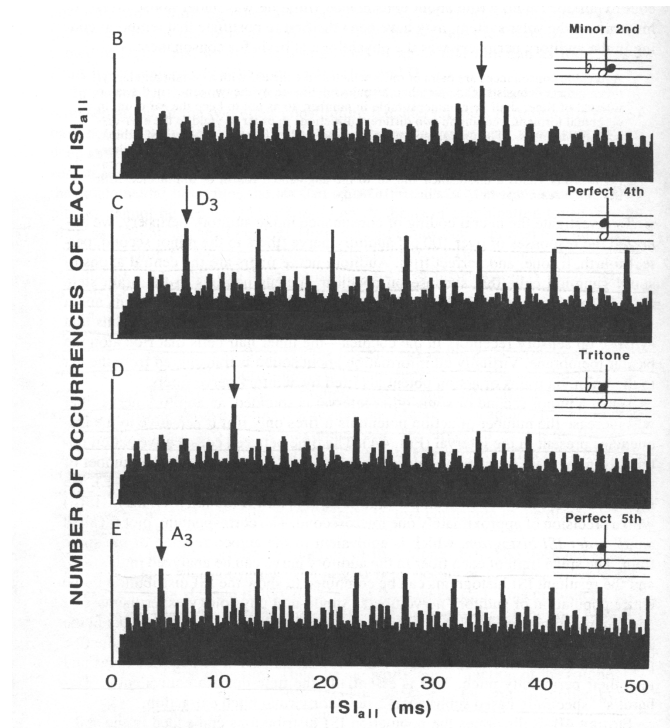 NUMBER OF OCCURRENCES OF EACH ISIall
B
Minor 2nd
C
D3
Perfect 4th
D
Tritone
E
A3
Perfect 5th
0 10 20 30 40 50
ISIall (ms)